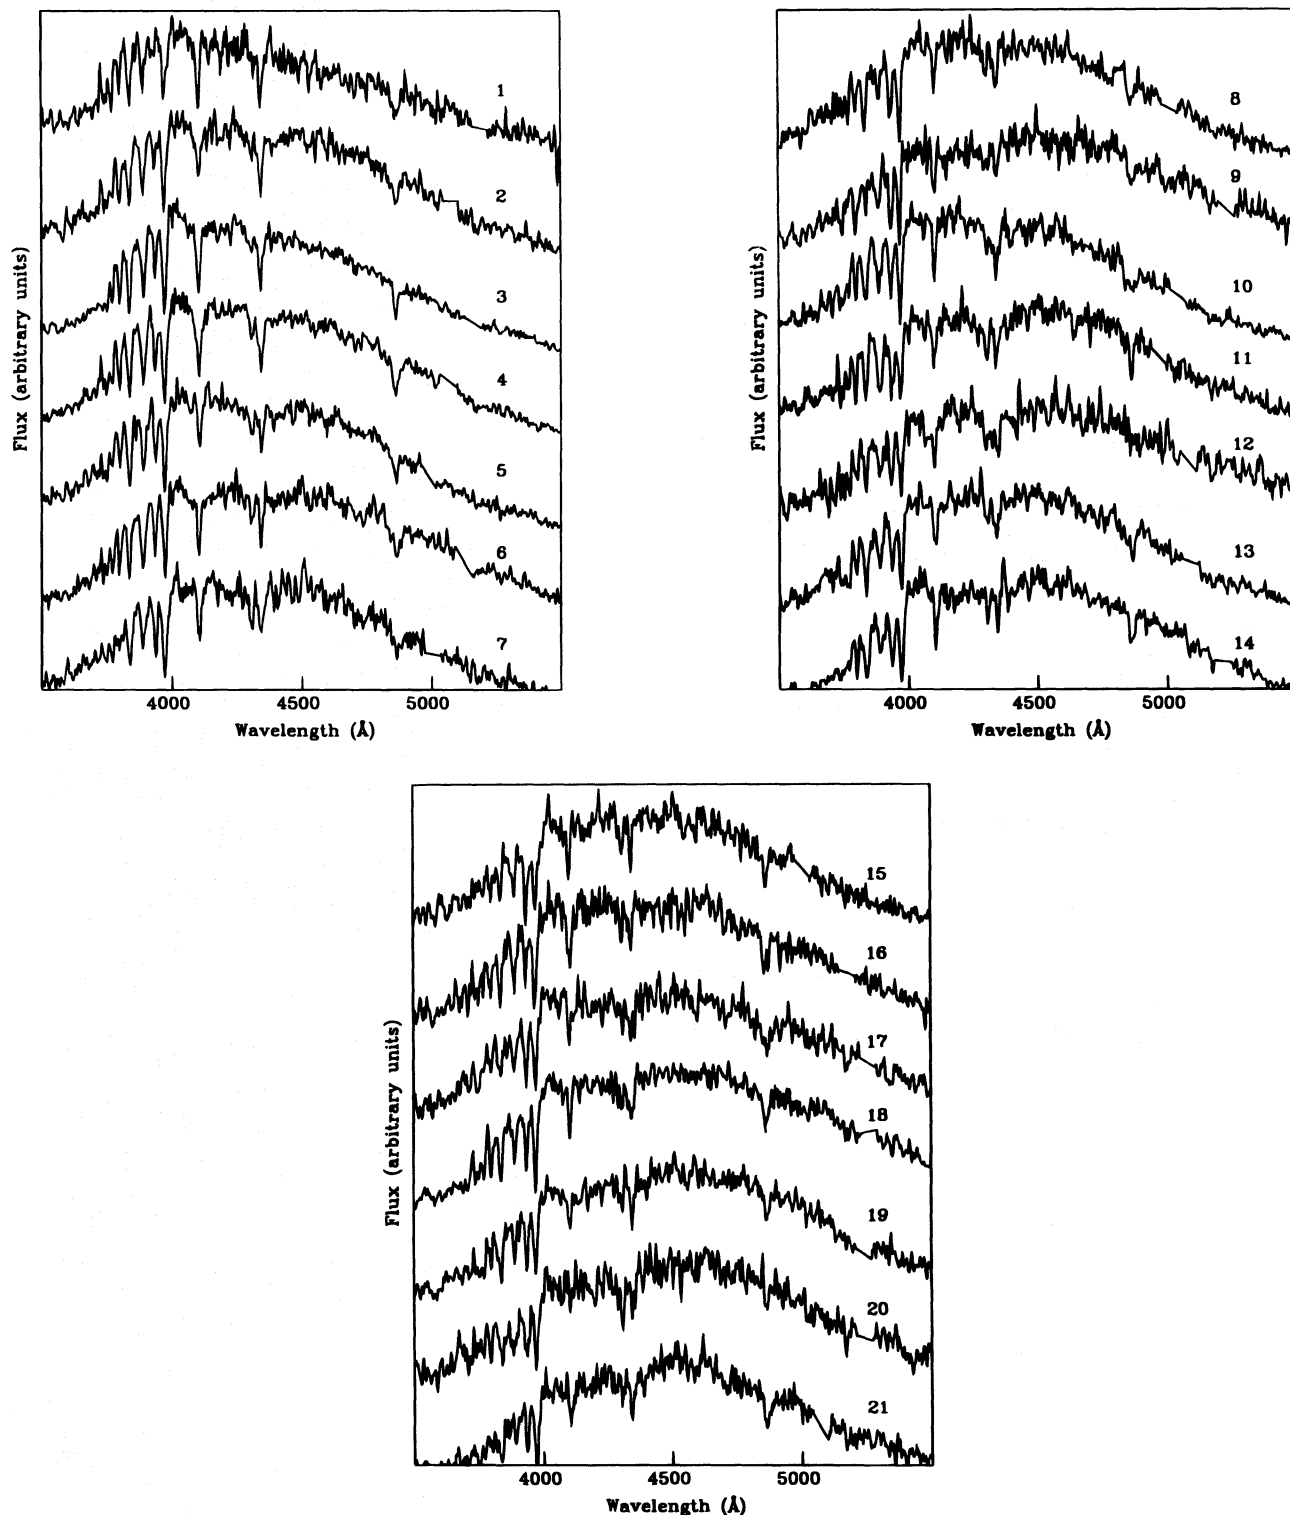 Flux (arbitrary units)
1
2
3
4
5
6
7
4000 4500 5000
Wavelength (Å)
Flux (arbitrary units)
8
9
10
11
12
13
14
4000 4500 5000
Wavelength (Å)
Flux (arbitrary units)
15
16
17
18
19
20
21
4000 4500 5000
Wavelength (Å)